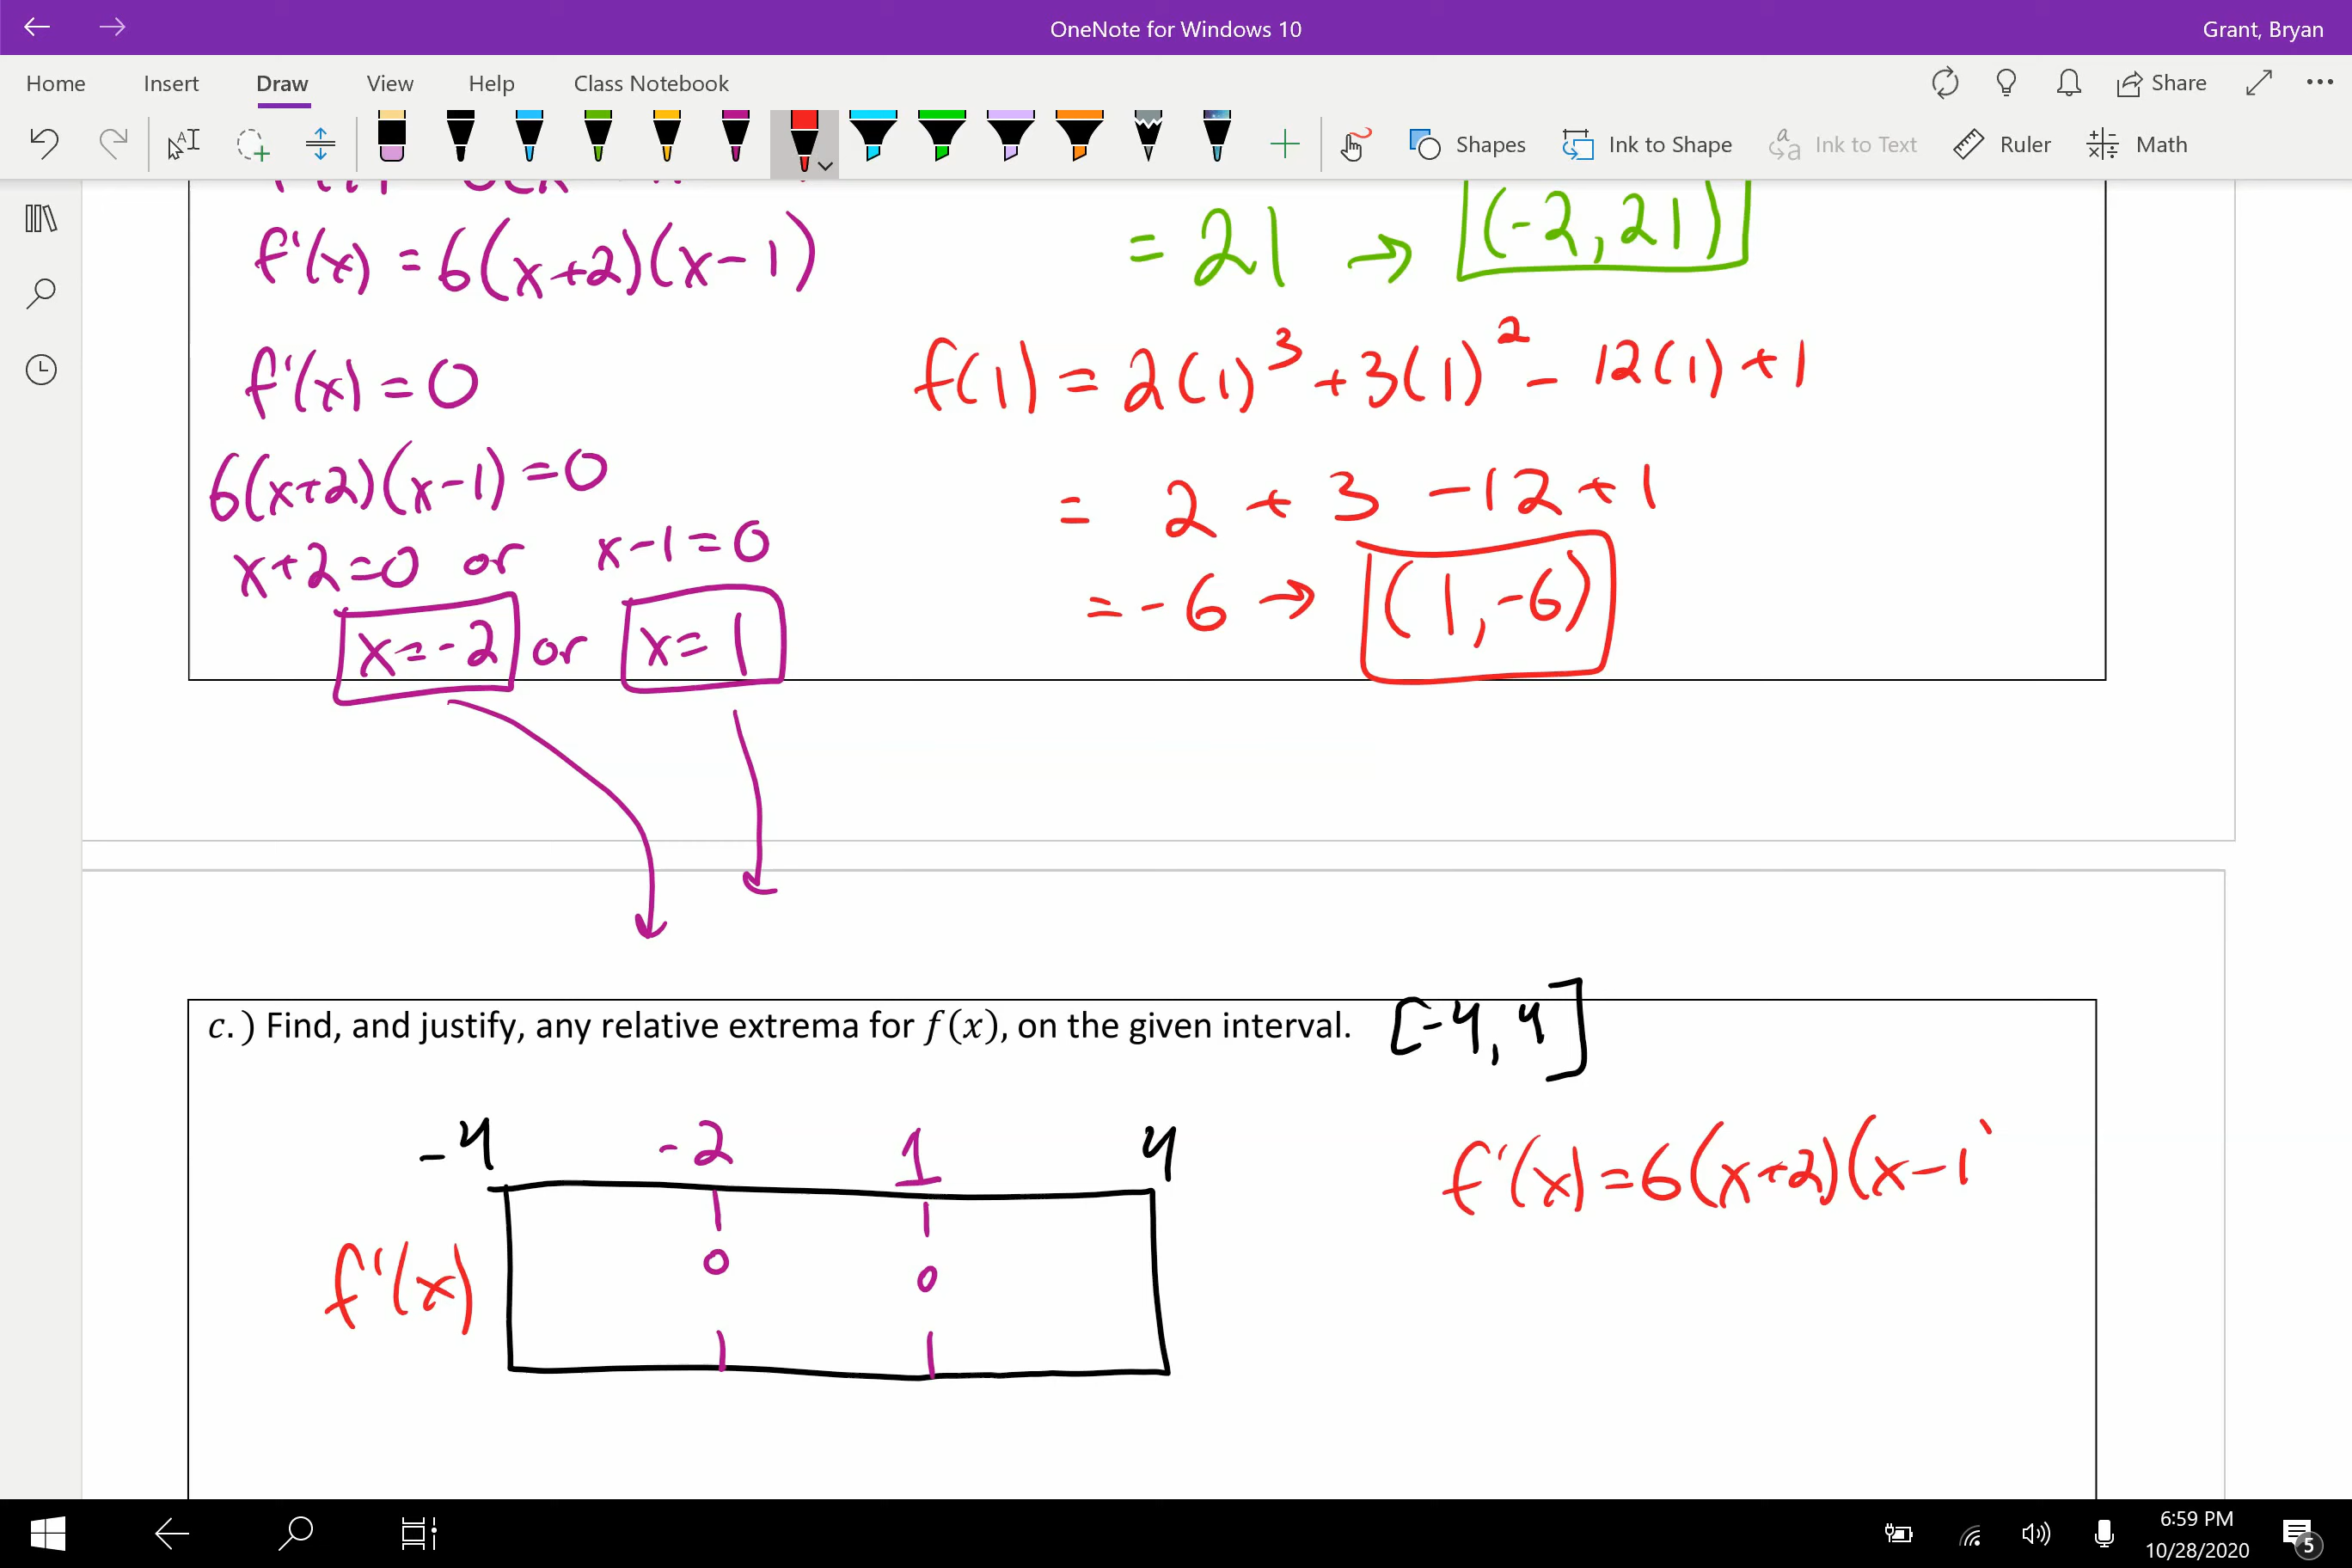 OneNote for Windows 10
Grant, Bryan
Home Insert Draw View Help Class Notebook
Share
Shapes Ink to Shape Ink to Text Ruler Math
f'(x) = 6(x+2)(x-1)
= 21 → (-2, 21)
f'(x) = 0
f(1) = 2(1)³ + 3(1)² - 12(1) + 1
6(x+2)(x-1) = 0
= 2 + 3 - 12 + 1
x+2=0 or x-1=0
= -6 → (1, -6)
x=-2 or x=1
c.) Find, and justify, any relative extrema for f(x), on the given interval. [-4, 4]
-4 -2 1 4
f'(x) = 6(x+2)(x-1
f'(x) 0 0
6:59 PM
10/28/2020
5